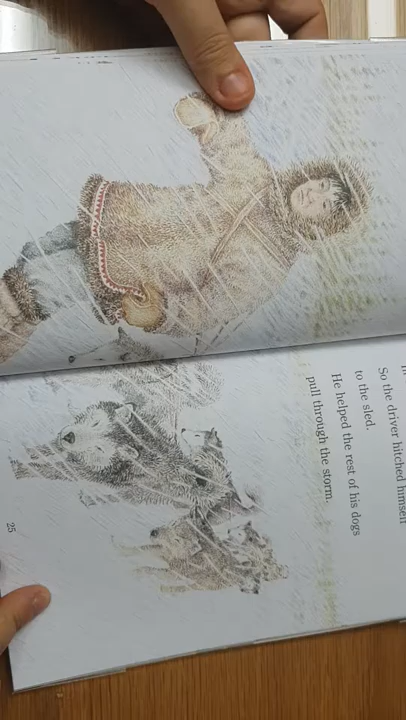 So the driver hitched himself
to the sled.
He helped the rest of his dogs
pull through the storm.
25